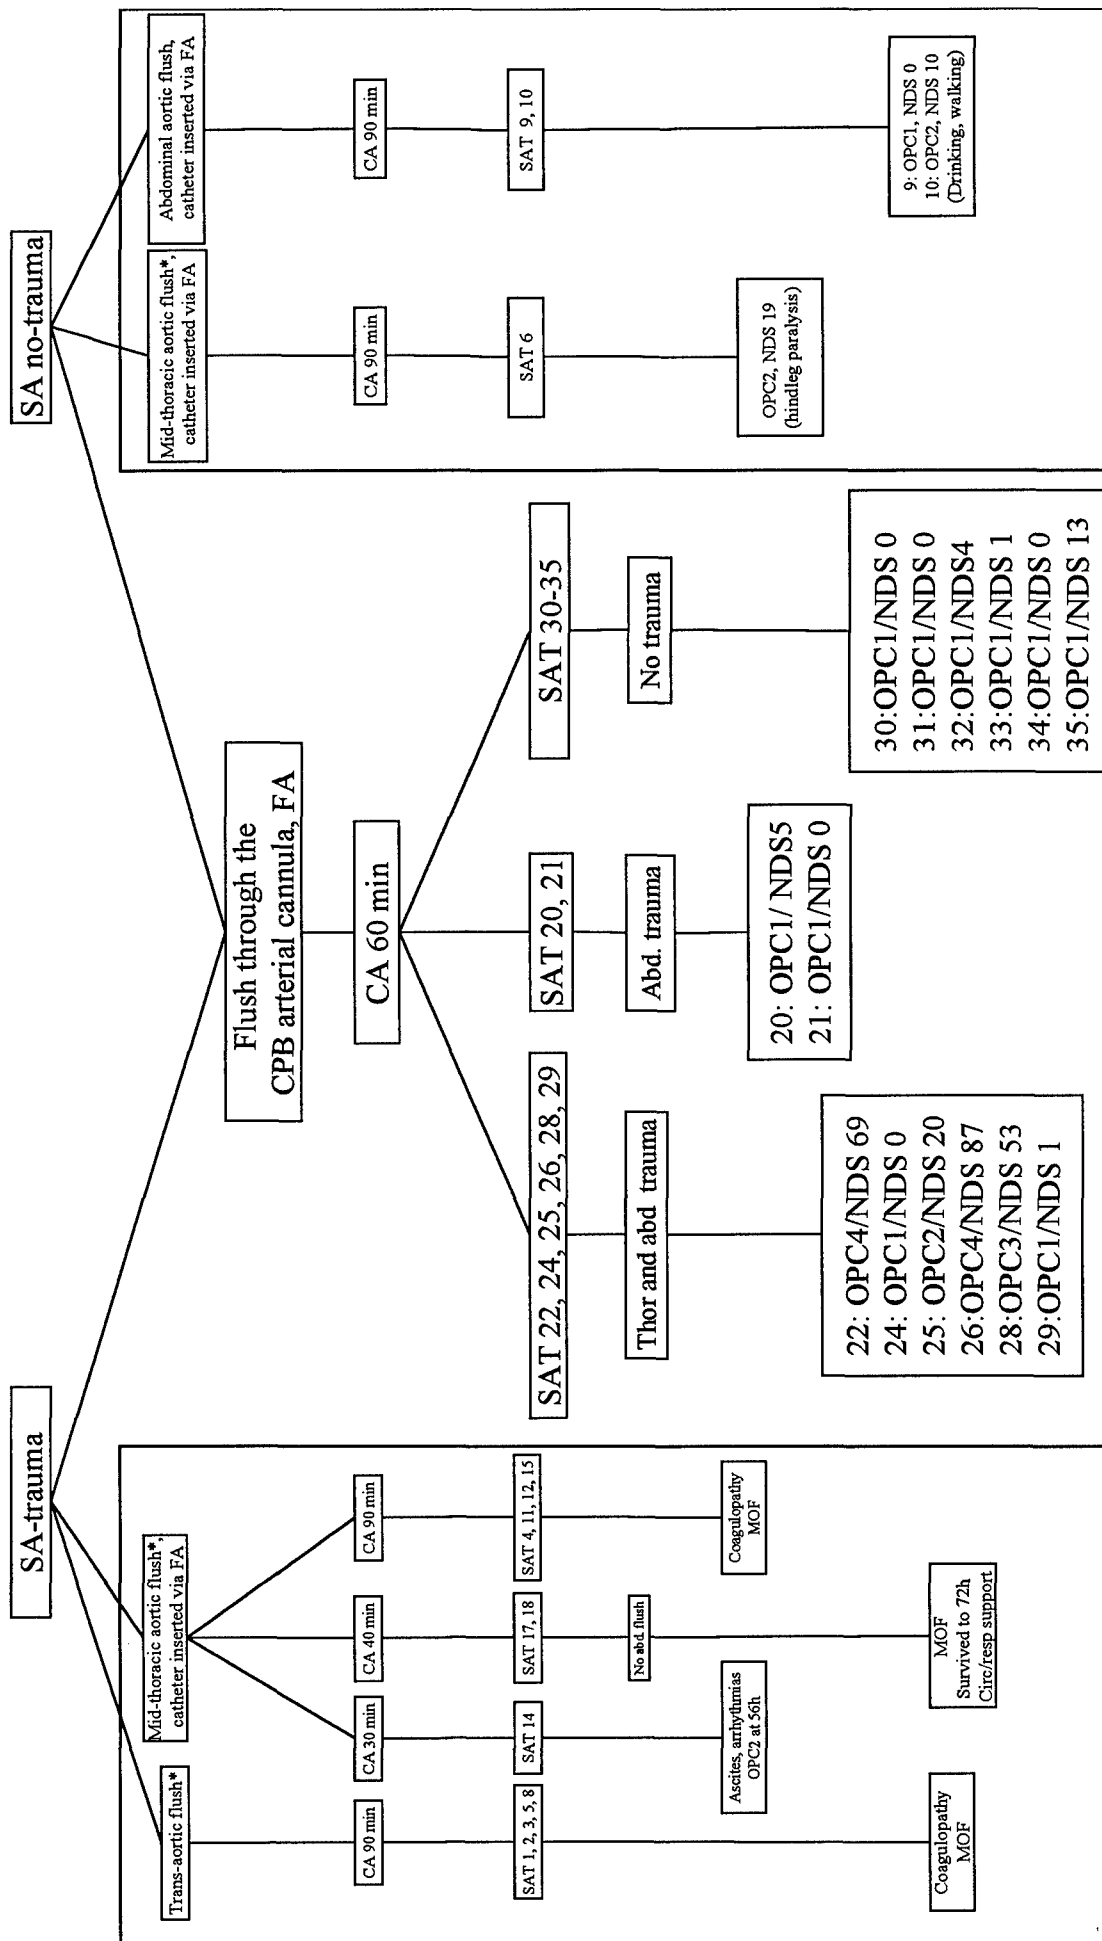 SA-trauma
SA no-trauma
Trans-aortic flush*
Mid-thoracic aortic flush*,
catheter inserted via FA
Flush through the
CPB arterial cannula, FA
Mid-thoracic aortic flush*,
catheter inserted via FA
Abdominal aortic flush,
catheter inserted via FA
CA 90 min
CA 30 min
CA 40 min
CA 90 min
CA 60 min
CA 90 min
CA 90 min
SAT 1, 2, 3, 5, 8
SAT 14
SAT 17, 18
SAT 4, 11, 12, 15
SAT 22, 24, 25, 26, 28, 29
SAT 20, 21
SAT 30-35
SAT 6
SAT 9, 10
No abd. flush
Thor and abd trauma
Abd. trauma
No trauma
Coagulopathy
MOF
Ascites, arrhythmias
OPC2 at 56h
MOF
Survived to 72h
Circ/resp support
Coagulopathy
MOF
22: OPC4/NDS 69
24: OPC1/NDS 0
25: OPC2/NDS 20
26:OPC4/NDS 87
28:OPC3/NDS 53
29:OPC1/NDS 1
20: OPC1/ NDS5
21: OPC1/NDS 0
30:OPC1/NDS 0
31:OPC1/NDS 0
32:OPC1/NDS4
33:OPC1/NDS 1
34:OPC1/NDS 0
35:OPC1/NDS 13
OPC2, NDS 19
(hindleg paralysis)
9: OPC1, NDS 0
10: OPC2, NDS 10
(Drinking, walking)